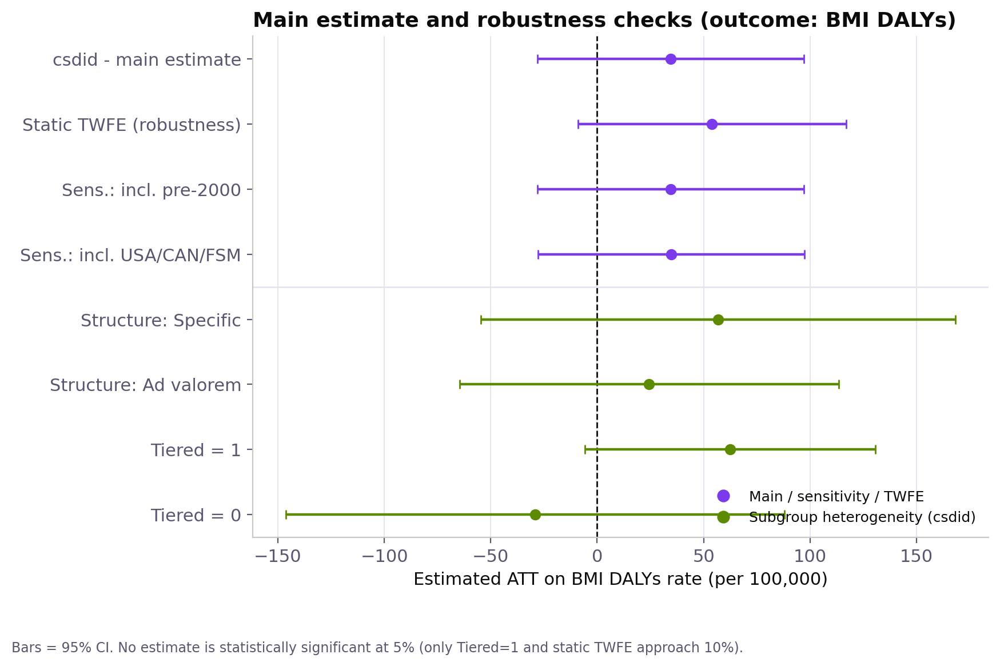 Main estimate and robustness checks (outcome: BMI DALYs)
csdid - main estimate
Static TWFE (robustness)
Sens.: incl. pre-2000
Sens.: incl. USA/CAN/FSM
Structure: Specific
Structure: Ad valorem
Tiered = 1
Tiered = 0
Main / sensitivity / TWFE
Subgroup heterogeneity (csdid)
−150 −100 −50 0 50 100 150
Estimated ATT on BMI DALYs rate (per 100,000)
Bars = 95% CI. No estimate is statistically significant at 5% (only Tiered=1 and static TWFE approach 10%).